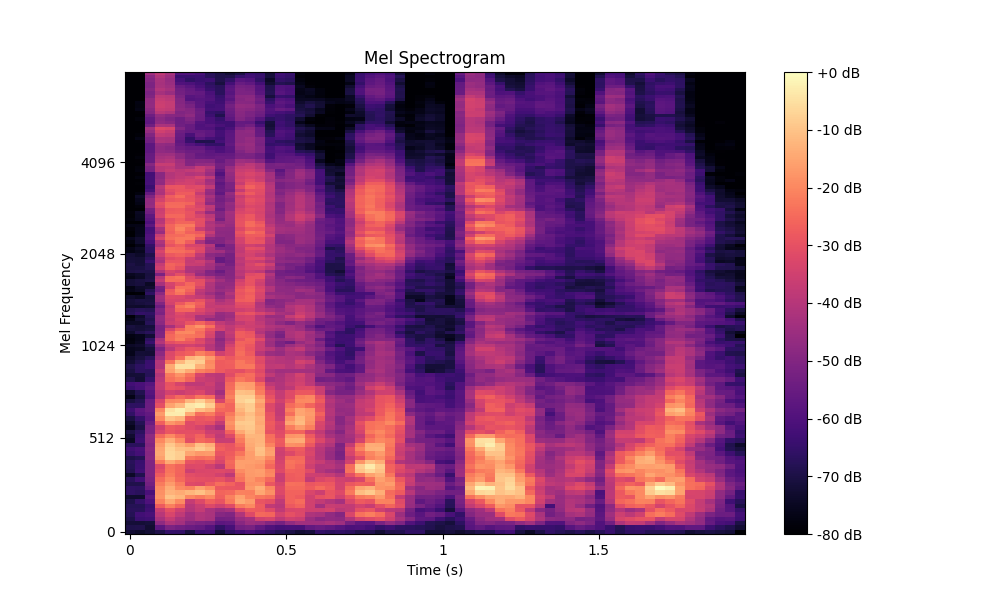 Mel Spectrogram
+0 dB
-10 dB
-20 dB
-30 dB
-40 dB
-50 dB
-60 dB
-70 dB
-80 dB
Mel Frequency
4096
2048
1024
512
0
0 0.5 1 1.5
Time (s)